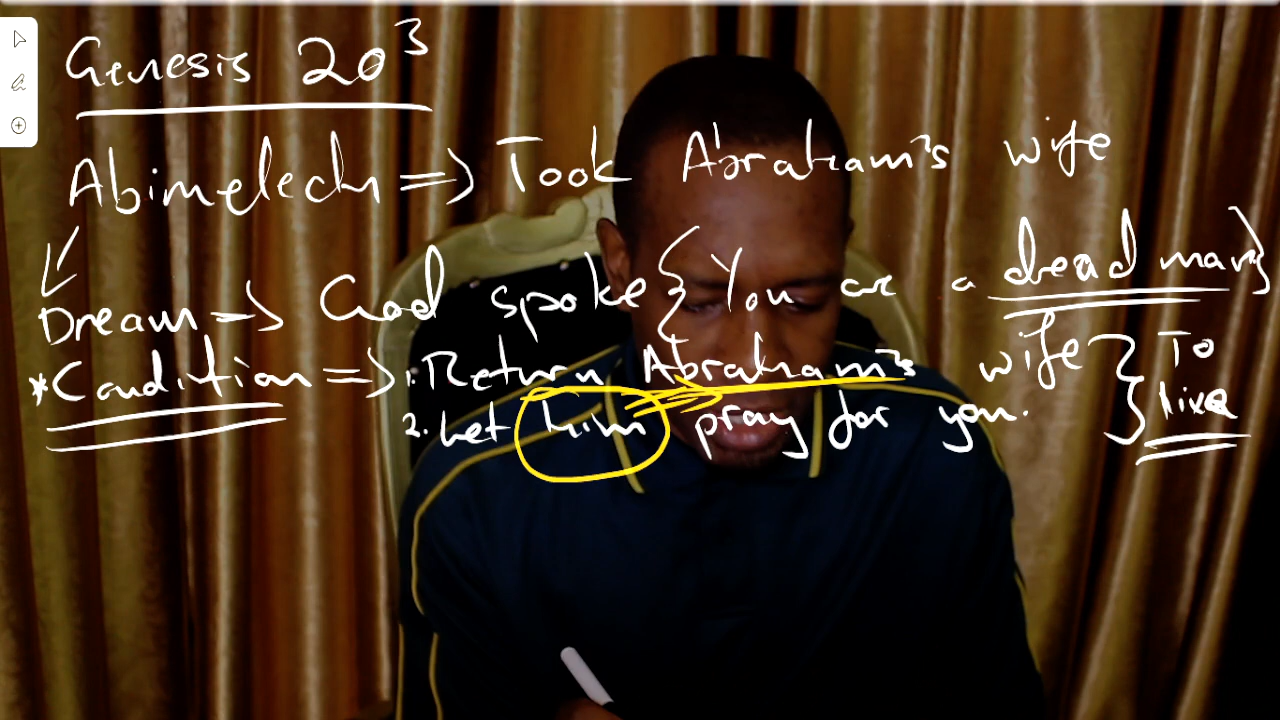 Genesis 20³
Abimelech => Took Abraham's wife
Dream => God spoke {You are a dead man}
*Condition => 1. Return Abraham's wife } To
2. Let him pray for you. live